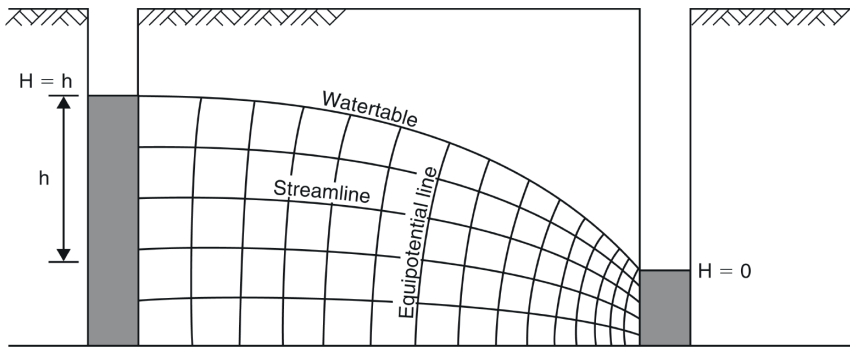 H = h
Watertable
h
Streamline
Equipotential line
H = 0